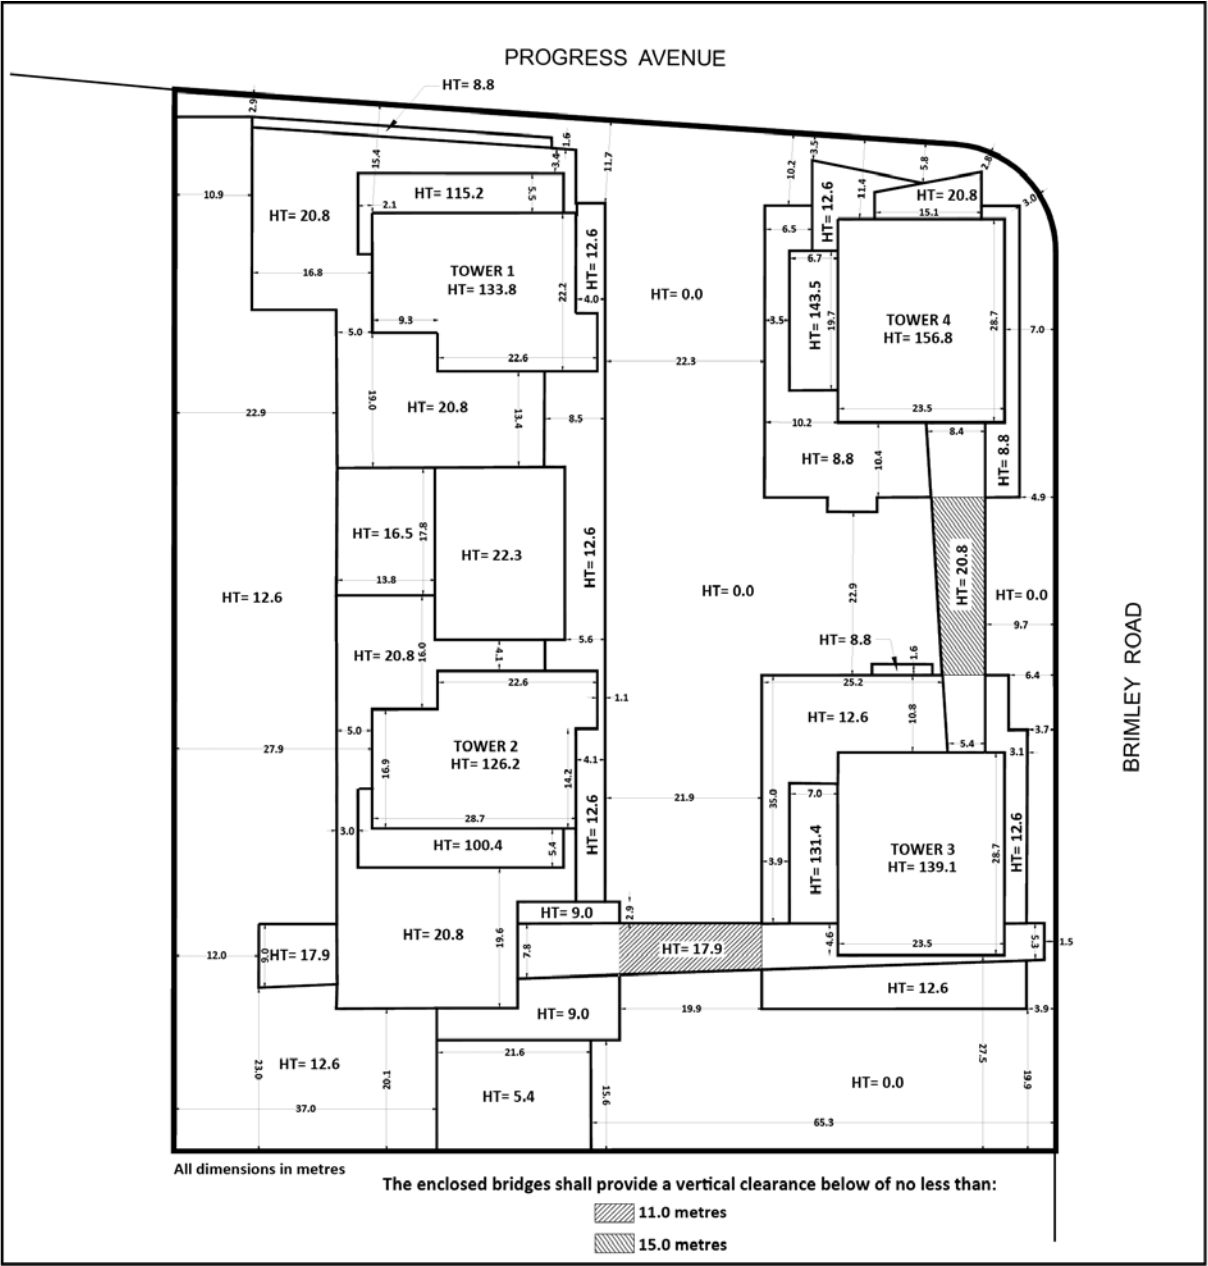 PROGRESS AVENUE
HT= 8.8
2.9
1.6
3.4
15.4
11.7
10.2
3.5
11.4
5.8
2.8
3.0
10.9
HT= 20.8
2.1
HT= 115.2
5.5
HT= 12.6
HT= 20.8
15.1
6.5
6.7
16.8
TOWER 1
HT= 133.8
22.2
HT= 12.6
4.0
HT= 0.0
HT= 143.5
19.7
3.5
TOWER 4
HT= 156.8
28.7
7.0
5.0
9.3
22.6
22.3
19.0
HT= 20.8
13.4
8.5
22.9
10.2
23.5
8.4
HT= 8.8
10.4
HT= 8.8
4.9
HT= 16.5
17.8
13.8
HT= 22.3
HT= 12.6
HT= 12.6
HT= 0.0
22.9
HT= 20.8
HT= 0.0
9.7
HT= 8.8
1.6
5.6
HT= 20.8
16.0
4.1
22.6
1.1
25.2
6.4
HT= 12.6
10.8
BRIMLEY ROAD
5.0
27.9
TOWER 2
HT= 126.2
16.9
14.2
28.7
4.1
HT= 12.6
5.4
3.7
3.1
21.9
35.0
7.0
3.9
HT= 131.4
TOWER 3
HT= 139.1
28.7
HT= 12.6
3.0
HT= 100.4
5.4
HT= 9.0
2.9
9.0
HT= 17.9
12.0
HT= 20.8
19.6
7.8
HT= 17.9
4.6
23.5
5.3
1.5
HT= 12.6
HT= 9.0
19.9
3.9
23.0
HT= 12.6
20.1
21.6
37.0
HT= 5.4
15.6
HT= 0.0
27.5
19.9
65.3
All dimensions in metres
The enclosed bridges shall provide a vertical clearance below of no less than:
11.0 metres
15.0 metres